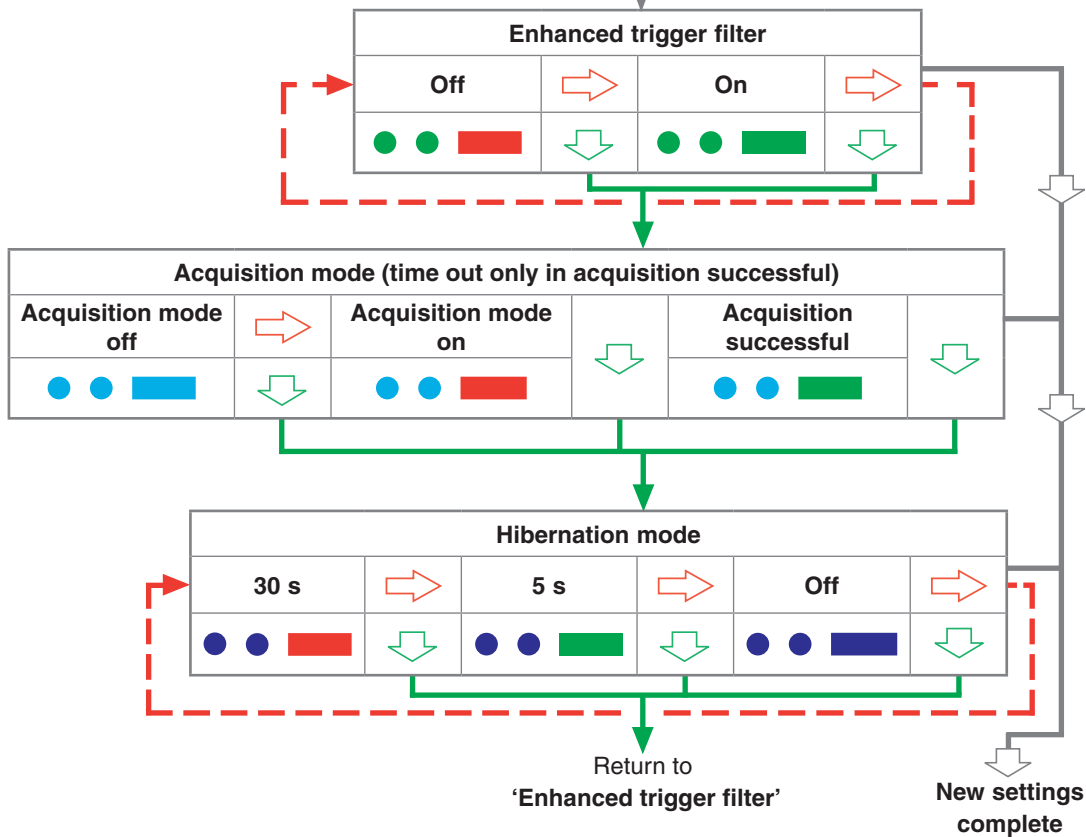 Enhanced trigger filter
Off
On
Acquisition mode (time out only in acquisition successful)
Acquisition mode
off
Acquisition mode
on
Acquisition
successful
Hibernation mode
30 s
5 s
Off
Return to
‘Enhanced trigger filter’
New settings
complete